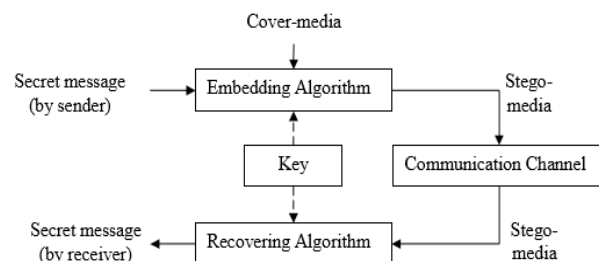 Cover-media
Secret message
(by sender)
Embedding Algorithm
Stego-
media
Key
Communication Channel
Secret message
(by receiver)
Recovering Algorithm
Stego-
media